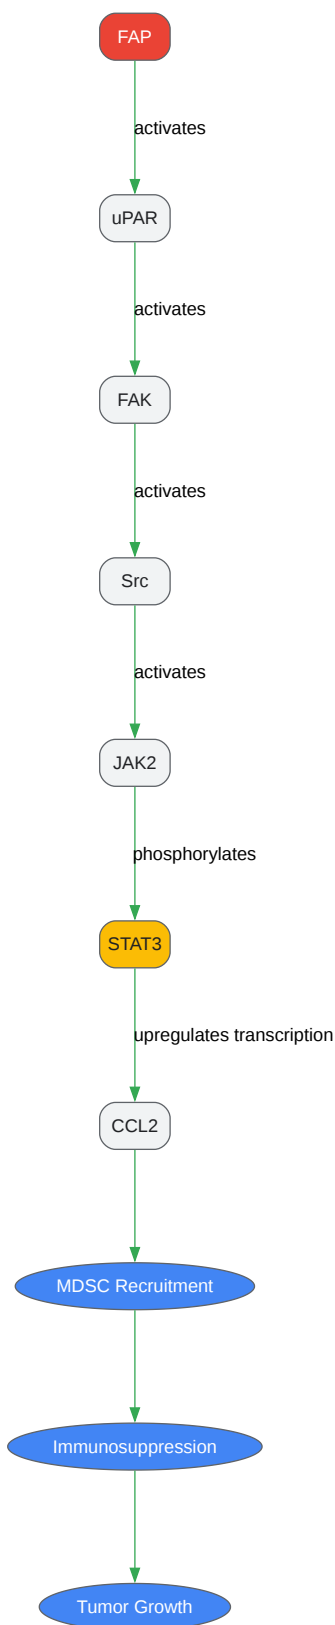 FAP
activates
uPAR
activates
FAK
activates
Src
activates
JAK2
phosphorylates
STAT3
upregulates transcription
CCL2
MDSC Recruitment
Immunosuppression
Tumor Growth